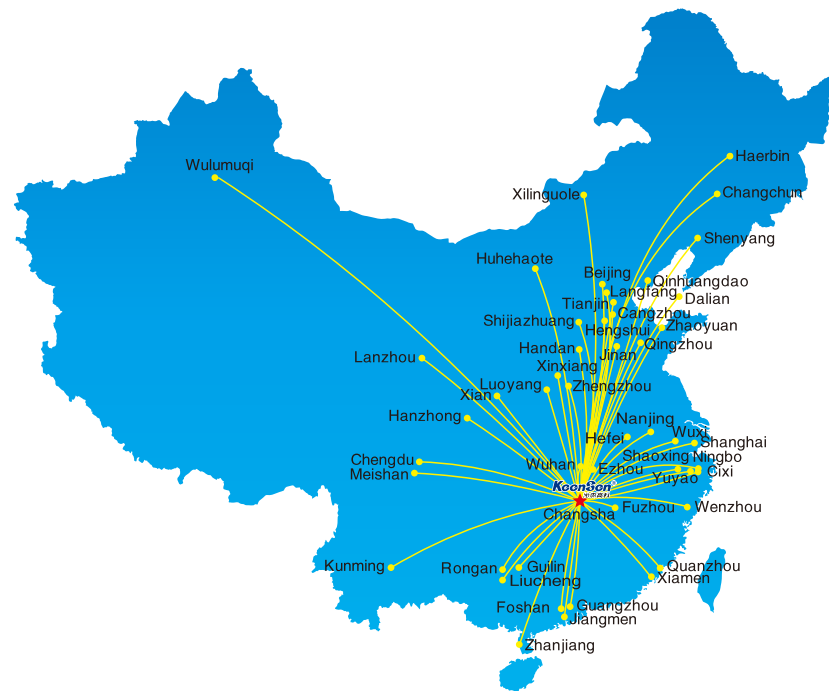 Haerbin
Wulumuqi
Changchun
Xilinguole
Shenyang
Huhehaote
Beijing
Qinhuangdao
Langfang
Dalian
Tianjin
Cangzhou
Shijiazhuang
Zhaoyuan
Hengshui
Qingzhou
Handan
Jinan
Lanzhou
Xinxiang
Luoyang
Zhengzhou
Xian
Hanzhong
Nanjing
Wuxi
Hefei
Shanghai
Shaoxing
Ningbo
Chengdu
Wuhan
Ezhou
Cixi
Meishan
Yuyao
KeenSen
Fuzhou
Wenzhou
Changsha
Kunming
Rongan
Guilin
Quanzhou
Liucheng
Xiamen
Foshan
Guangzhou
Jiangmen
Zhanjiang